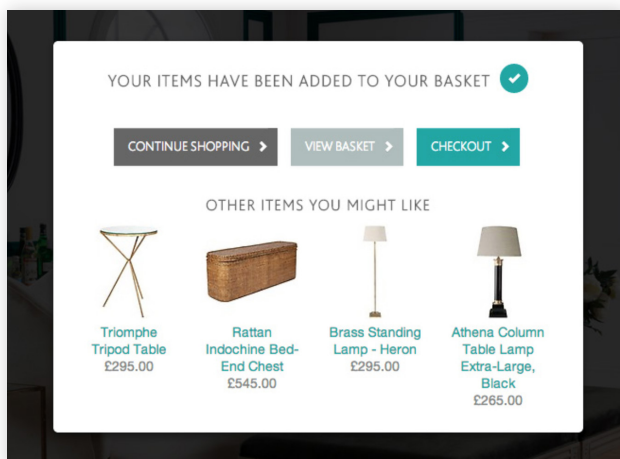 YOUR ITEMS HAVE BEEN ADDED TO YOUR BASKET
CONTINUE SHOPPING
VIEW BASKET
CHECKOUT
OTHER ITEMS YOU MIGHT LIKE
Triomphe
Tripod Table
£295.00
Rattan
Indochine Bed-
End Chest
£545.00
Brass Standing
Lamp - Heron
£295.00
Athena Column
Table Lamp
Extra-Large,
Black
£265.00